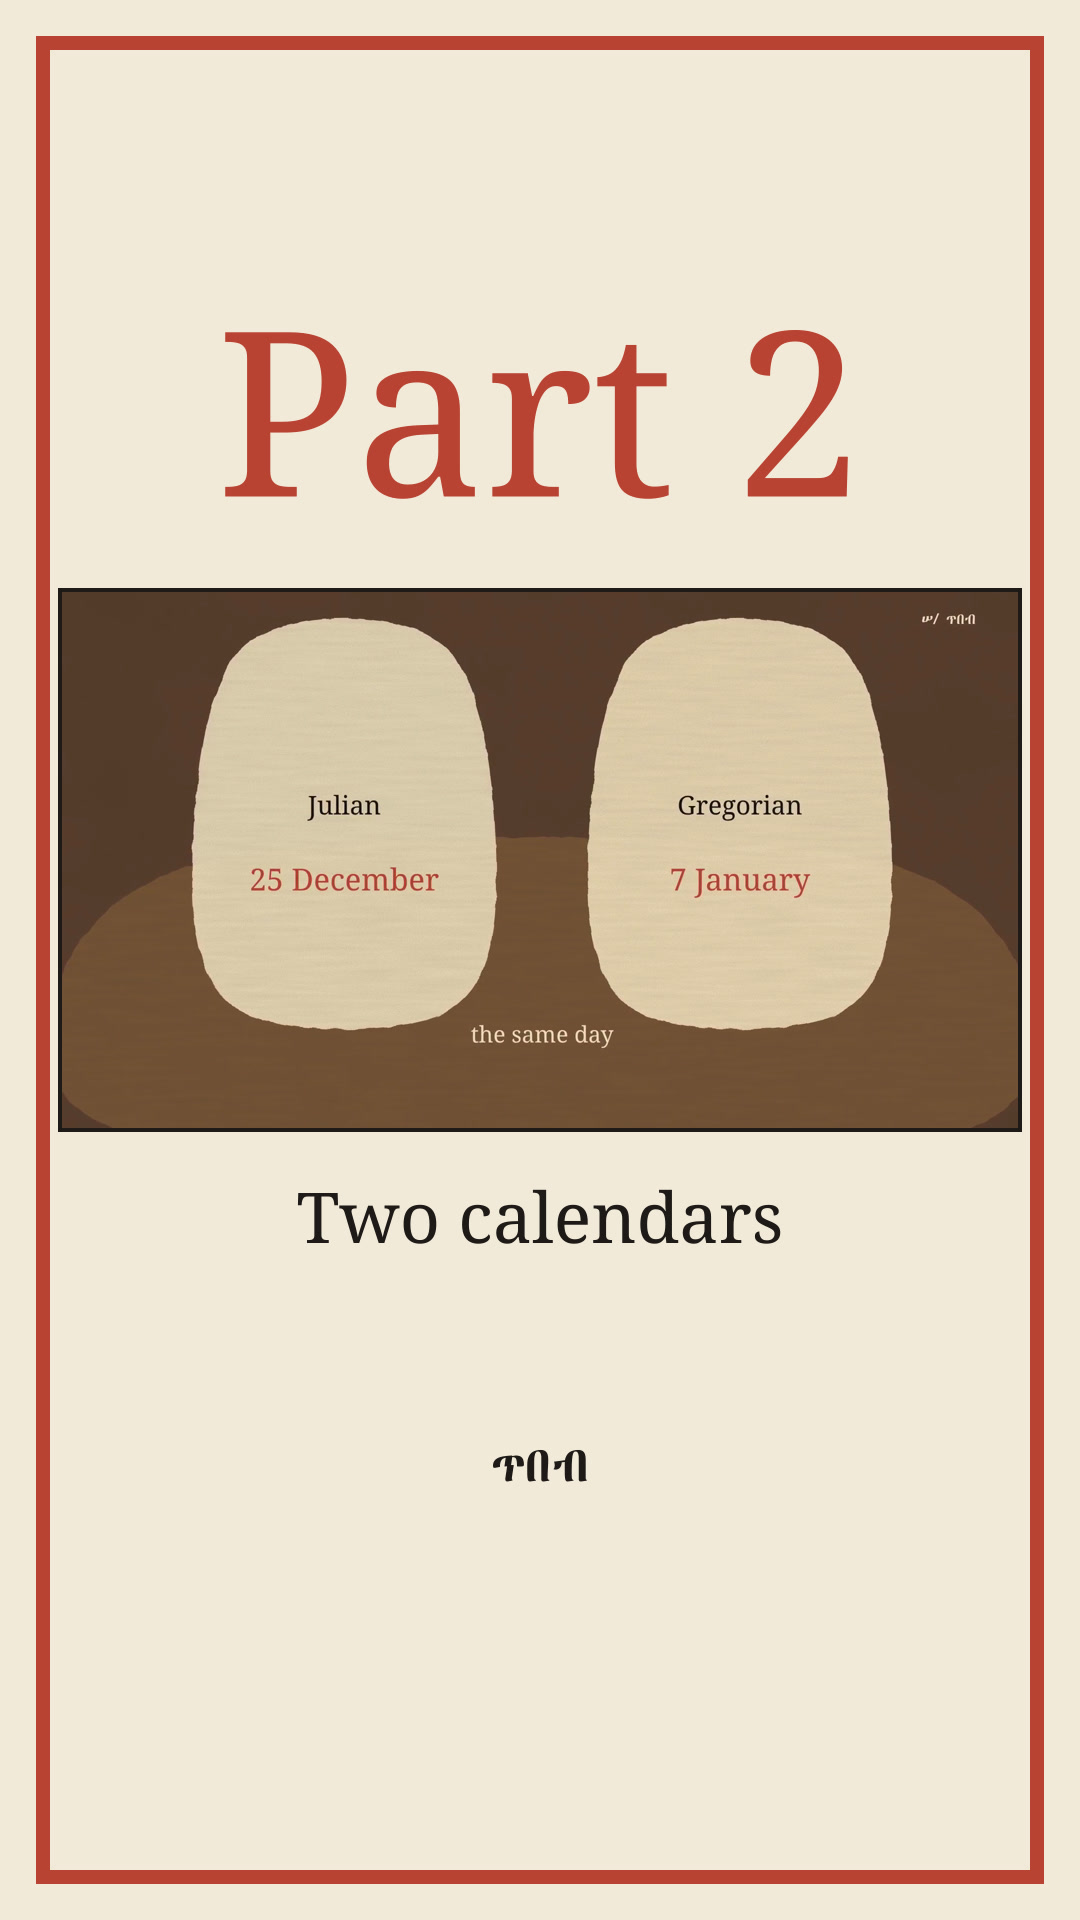 Part 2
ሠ/ ጥበብ
Julian
Gregorian
25 December
7 January
the same day
Two calendars
ጥበብ